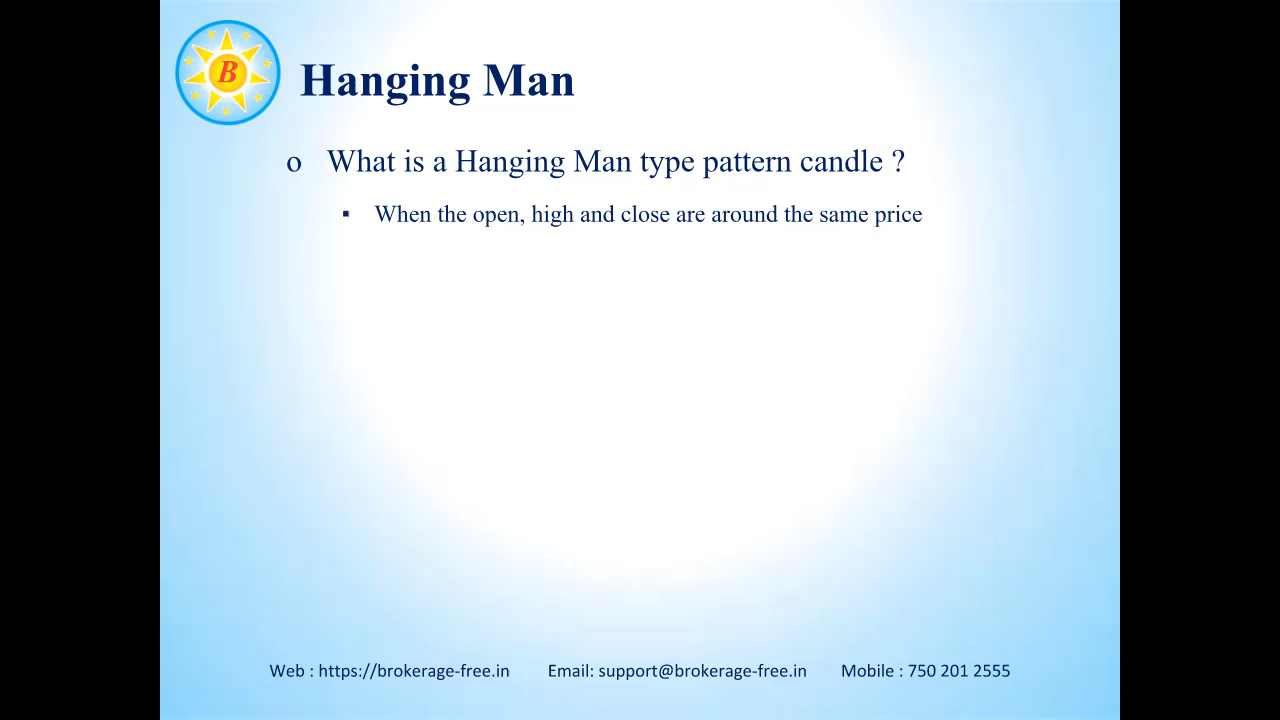 B
Hanging Man
o What is a Hanging Man type pattern candle ?
▪ When the open, high and close are around the same price
Web : https://brokerage-free.in Email: support@brokerage-free.in Mobile : 750 201 2555